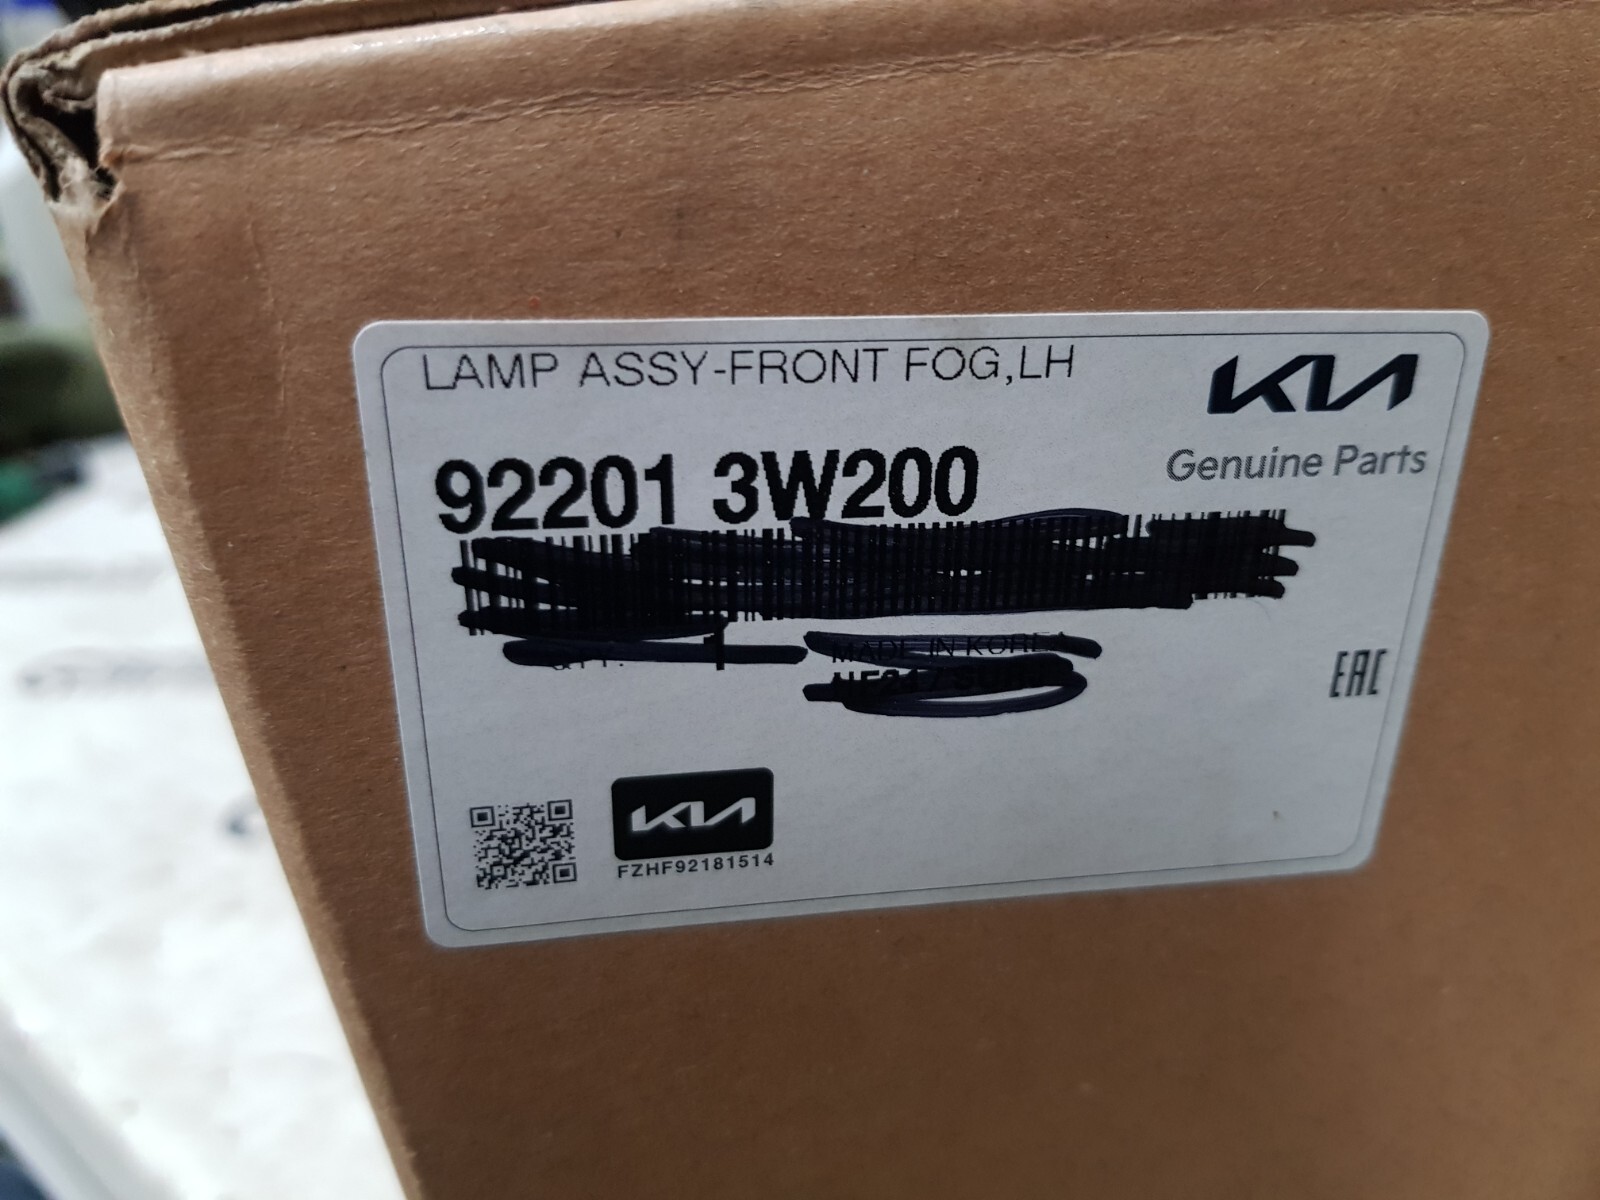 LAMP ASSY-FRONT FOG,LH
KIA
Genuine Parts
92201 3W200
MADE IN KOREA
EAC
KIA
FZHF92181514